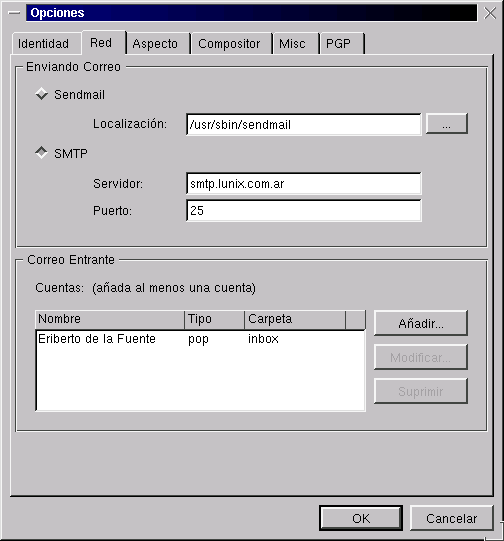 Opciones
Identidad Red Aspecto Compositor Misc PGP
Enviando Correo
Sendmail
Localización: /usr/sbin/sendmail ...
SMTP
Servidor: smtp.lunix.com.ar
Puerto: 25
Correo Entrante
Cuentas: (añada al menos una cuenta)
Nombre Tipo Carpeta
Eriberto de la Fuente pop inbox
Añadir...
Modificar...
Suprimir
OK Cancelar